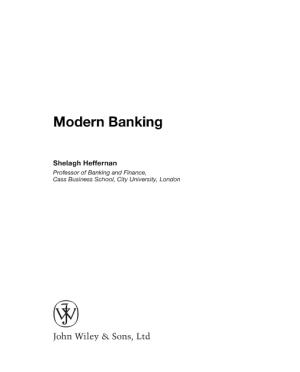 Modern Banking
Shelagh Heffernan
Professor of Banking and Finance,
Cass Business School, City University, London
John Wiley & Sons, Ltd